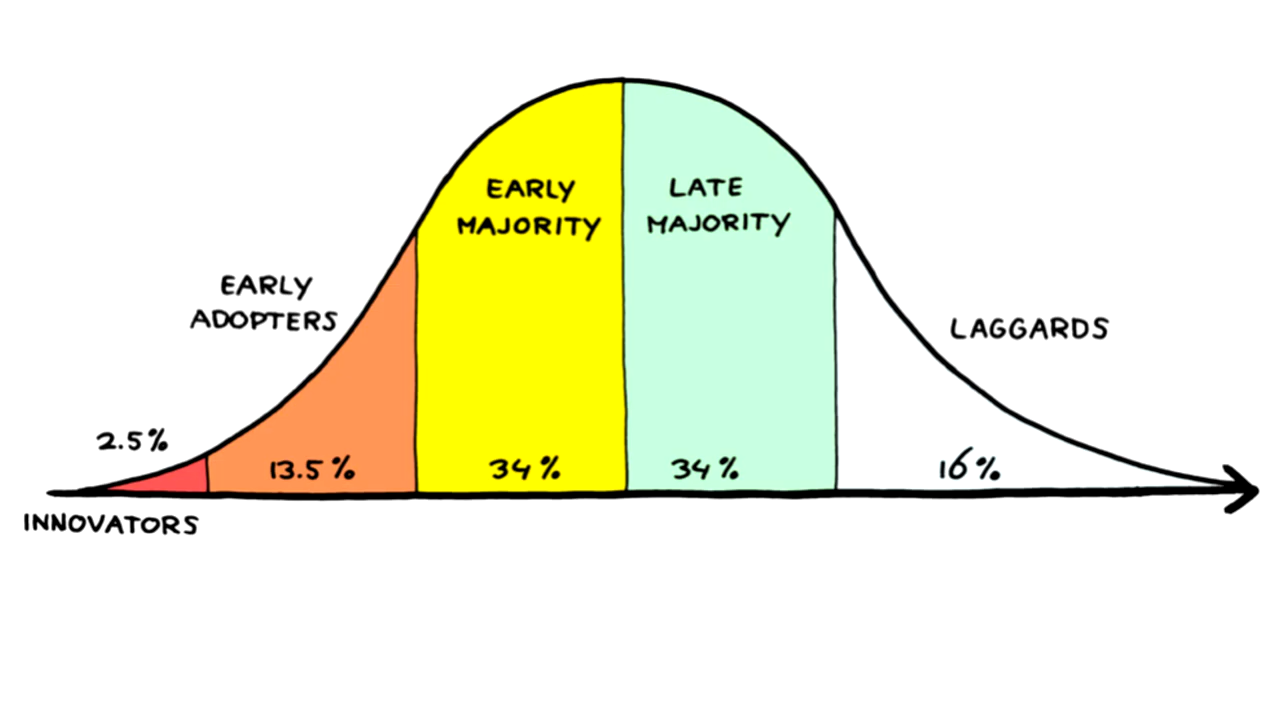 EARLY
MAJORITY
LATE
MAJORITY
EARLY
ADOPTERS
LAGGARDS
2.5%
13.5%
34%
34%
16%
INNOVATORS